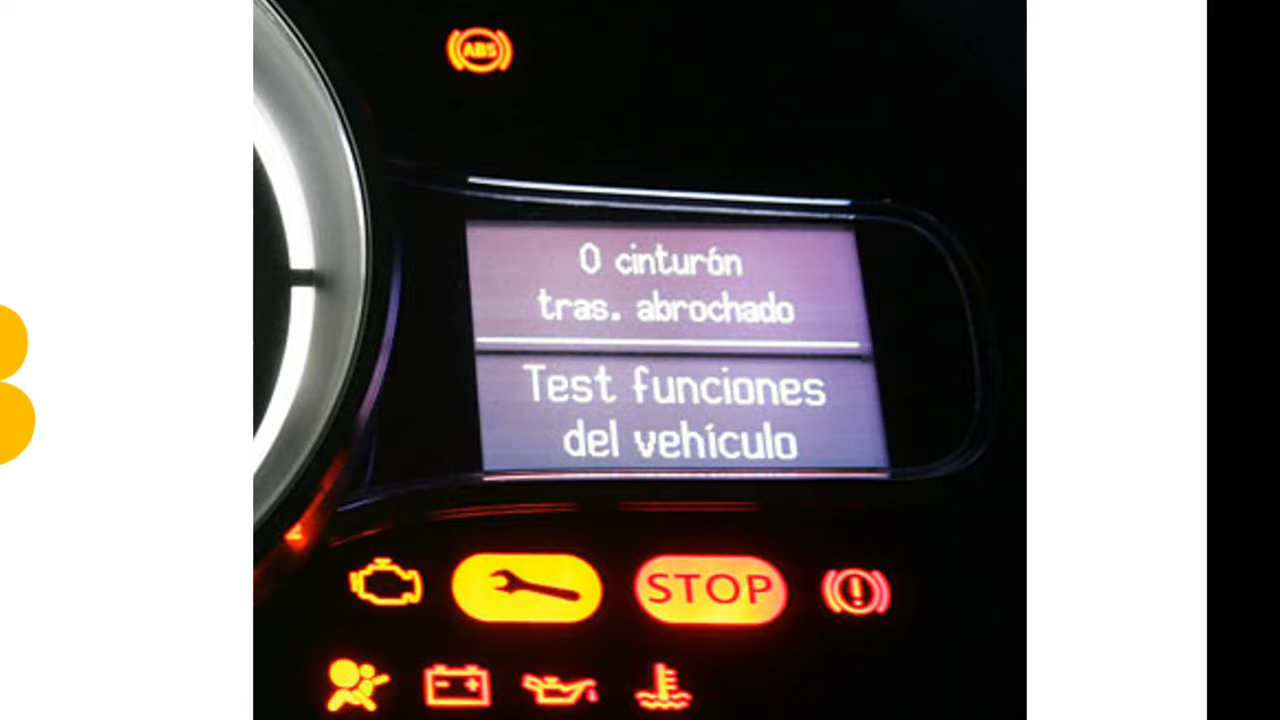 ABS
0 cinturón
tras. abrochado
Test funciones
del vehículo
STOP